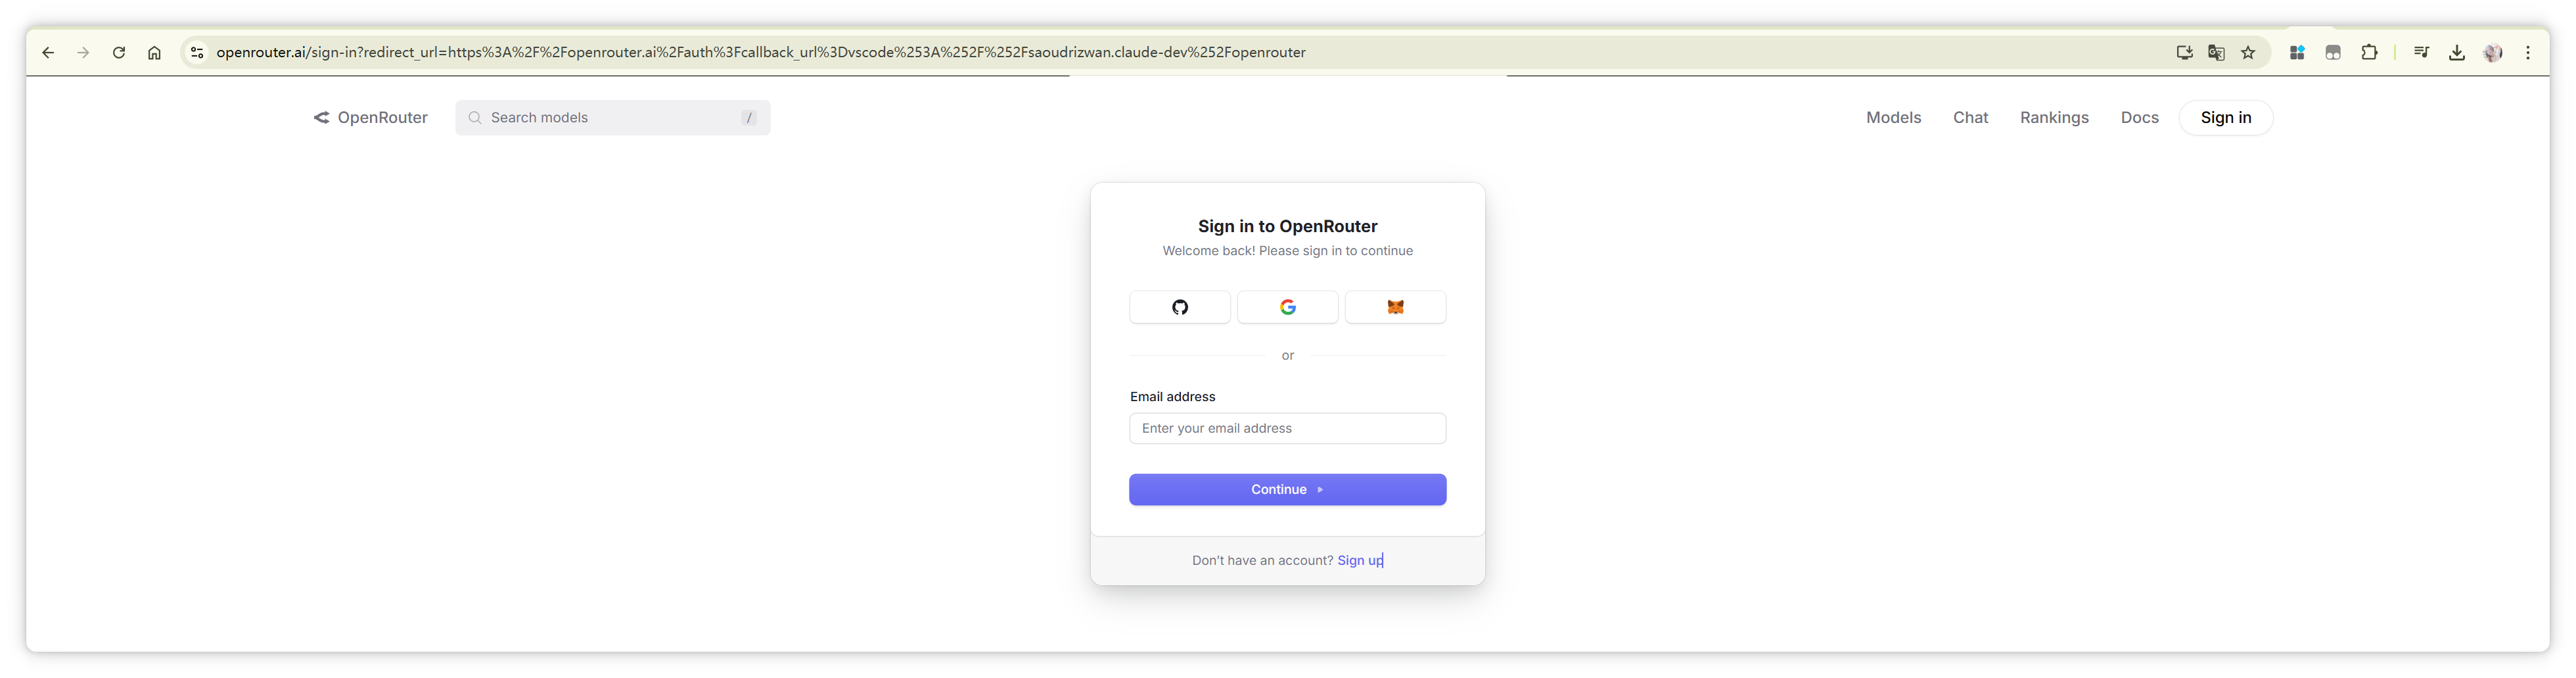 openrouter.ai/sign-in?redirect_url=https%3A%2F%2Fopenrouter.ai%2Fauth%3Fcallback_url%3Dvscode%253A%252F%252Fsaoudrizwan.claude-dev%252Fopenrouter
OpenRouter
Search models
/
Models
Chat
Rankings
Docs
Sign in
Sign in to OpenRouter
Welcome back! Please sign in to continue
or
Email address
Enter your email address
Continue
Don't have an account? Sign up